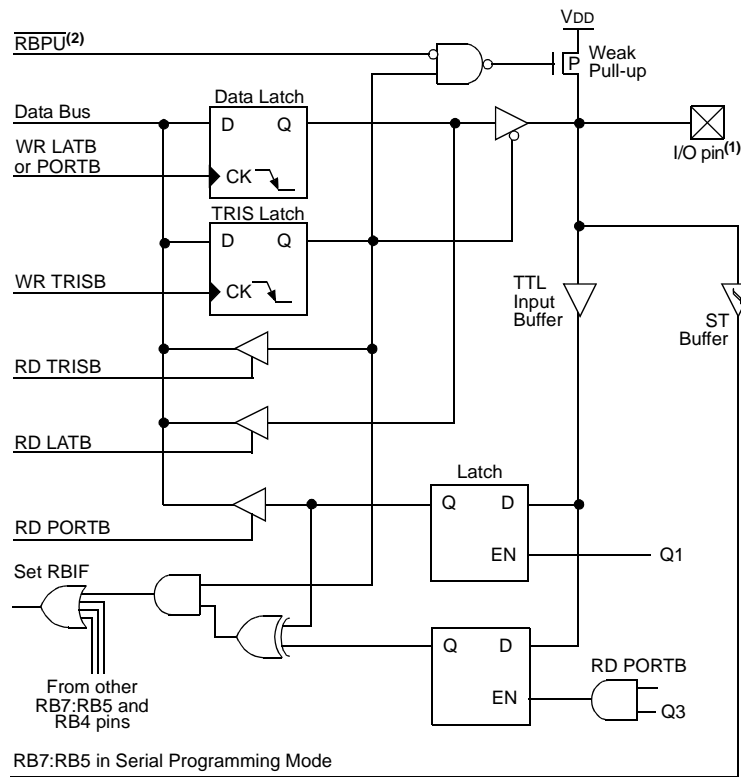 VDD
RBPU(2)
P
Weak
Pull-up
Data Bus
Data Latch
D
Q
WR LATB
or PORTB
CK
I/O pin(1)
TRIS Latch
D
Q
WR TRISB
CK
TTL
Input
Buffer
ST
Buffer
RD TRISB
RD LATB
Latch
Q
D
RD PORTB
EN
Q1
Set RBIF
Q
D
RD PORTB
EN
Q3
From other
RB7:RB5 and
RB4 pins
RB7:RB5 in Serial Programming Mode